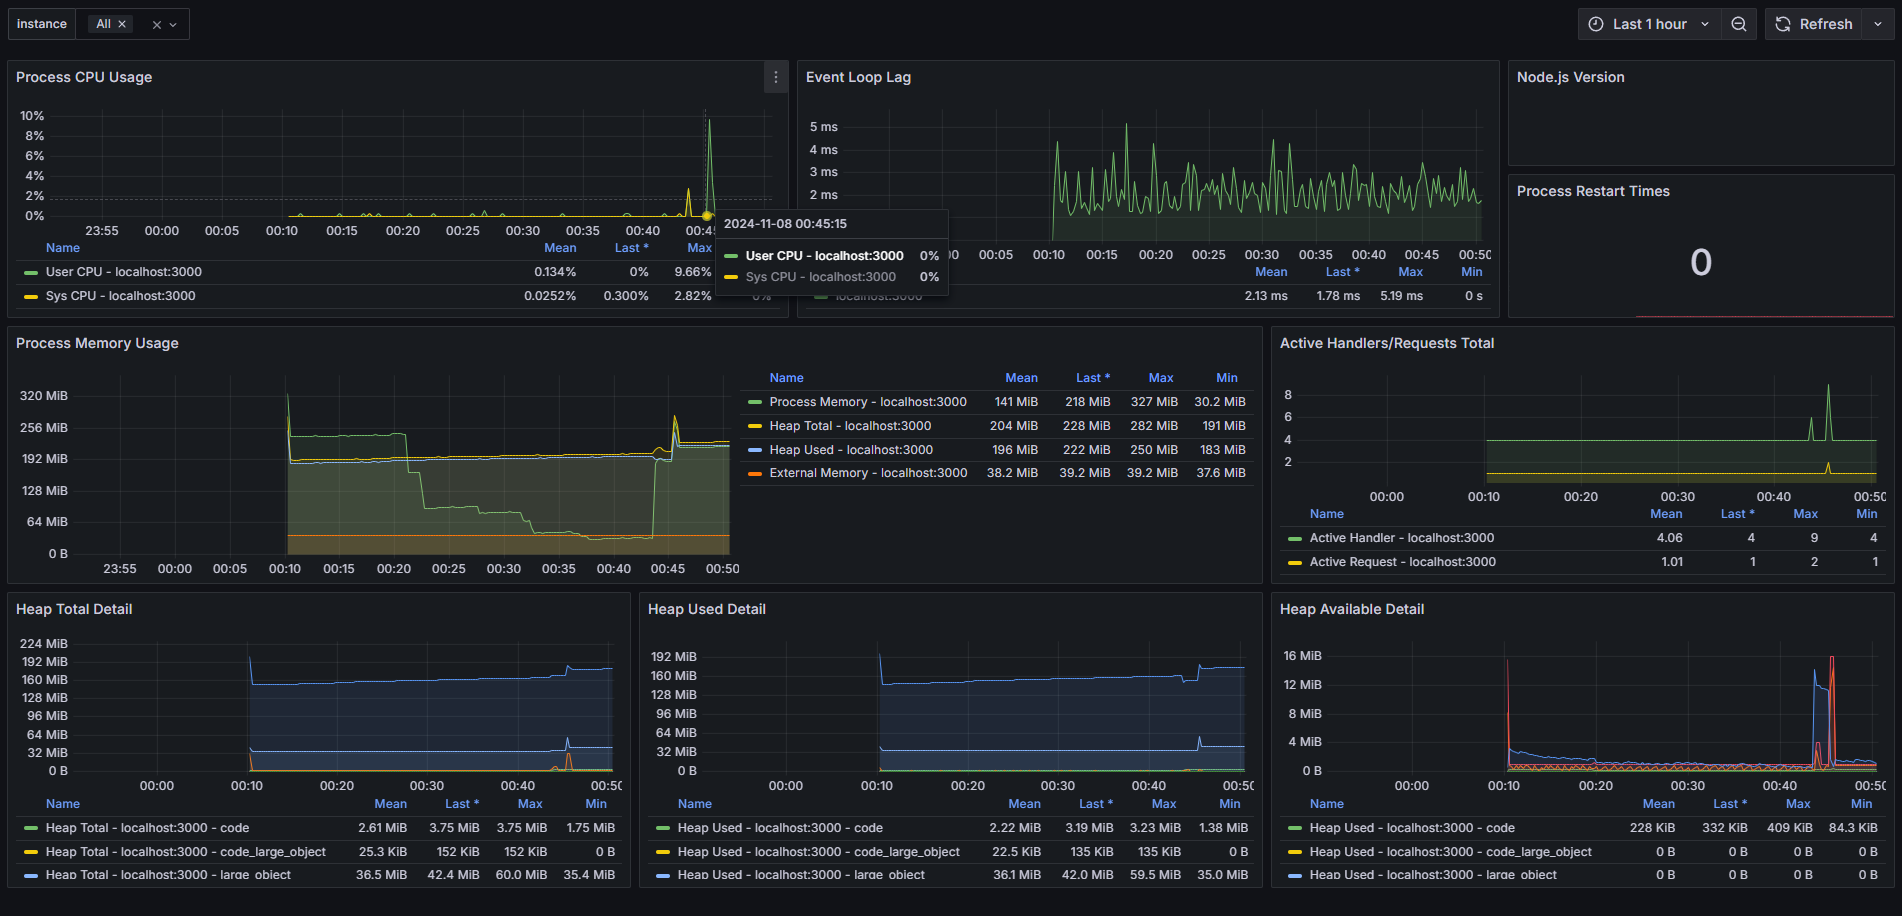 instance All
Last 1 hour Refresh
Process CPU Usage
10%
8%
6%
4%
2%
0%
23:55 00:00 00:05 00:10 00:15 00:20 00:25 00:30 00:35 00:40 00:45
Name Mean Last * Max
User CPU - localhost:3000 0.134% 0% 9.66%
Sys CPU - localhost:3000 0.0252% 0.300% 2.82% 0%
2024-11-08 00:45:15
User CPU - localhost:3000 0%
Sys CPU - localhost:3000 0%
Event Loop Lag
5 ms
4 ms
3 ms
2 ms
00:05 00:10 00:15 00:20 00:25 00:30 00:35 00:40 00:45 00:50
Mean Last * Max Min
localhost:3000 2.13 ms 1.78 ms 5.19 ms 0 s
Node.js Version
Process Restart Times
0
Process Memory Usage
320 MiB
256 MiB
192 MiB
128 MiB
64 MiB
0 B
23:55 00:00 00:05 00:10 00:15 00:20 00:25 00:30 00:35 00:40 00:45 00:50
Name Mean Last * Max Min
Process Memory - localhost:3000 141 MiB 218 MiB 327 MiB 30.2 MiB
Heap Total - localhost:3000 204 MiB 228 MiB 282 MiB 191 MiB
Heap Used - localhost:3000 196 MiB 222 MiB 250 MiB 183 MiB
External Memory - localhost:3000 38.2 MiB 39.2 MiB 39.2 MiB 37.6 MiB
Active Handlers/Requests Total
8
6
4
2
00:00 00:10 00:20 00:30 00:40 00:50
Name Mean Last * Max Min
Active Handler - localhost:3000 4.06 4 9 4
Active Request - localhost:3000 1.01 1 2 1
Heap Total Detail
224 MiB
192 MiB
160 MiB
128 MiB
96 MiB
64 MiB
32 MiB
0 B
00:00 00:10 00:20 00:30 00:40 00:50
Name Mean Last * Max Min
Heap Total - localhost:3000 - code 2.61 MiB 3.75 MiB 3.75 MiB 1.75 MiB
Heap Total - localhost:3000 - code_large_object 25.3 KiB 152 KiB 152 KiB 0 B
Heap Total - localhost:3000 - large_object 36.5 MiB 42.4 MiB 60.0 MiB 35.4 MiB
Heap Used Detail
192 MiB
160 MiB
128 MiB
96 MiB
64 MiB
32 MiB
0 B
00:00 00:10 00:20 00:30 00:40 00:50
Name Mean Last * Max Min
Heap Used - localhost:3000 - code 2.22 MiB 3.19 MiB 3.23 MiB 1.38 MiB
Heap Used - localhost:3000 - code_large_object 22.5 KiB 135 KiB 135 KiB 0 B
Heap Used - localhost:3000 - large_object 36.1 MiB 42.0 MiB 59.5 MiB 35.0 MiB
Heap Available Detail
16 MiB
12 MiB
8 MiB
4 MiB
0 B
00:00 00:10 00:20 00:30 00:40 00:50
Name Mean Last * Max Min
Heap Used - localhost:3000 - code 228 KiB 332 KiB 409 KiB 84.3 KiB
Heap Used - localhost:3000 - code_large_object 0 B 0 B 0 B 0 B
Heap Used - localhost:3000 - large_object 0 B 0 B 0 B 0 B